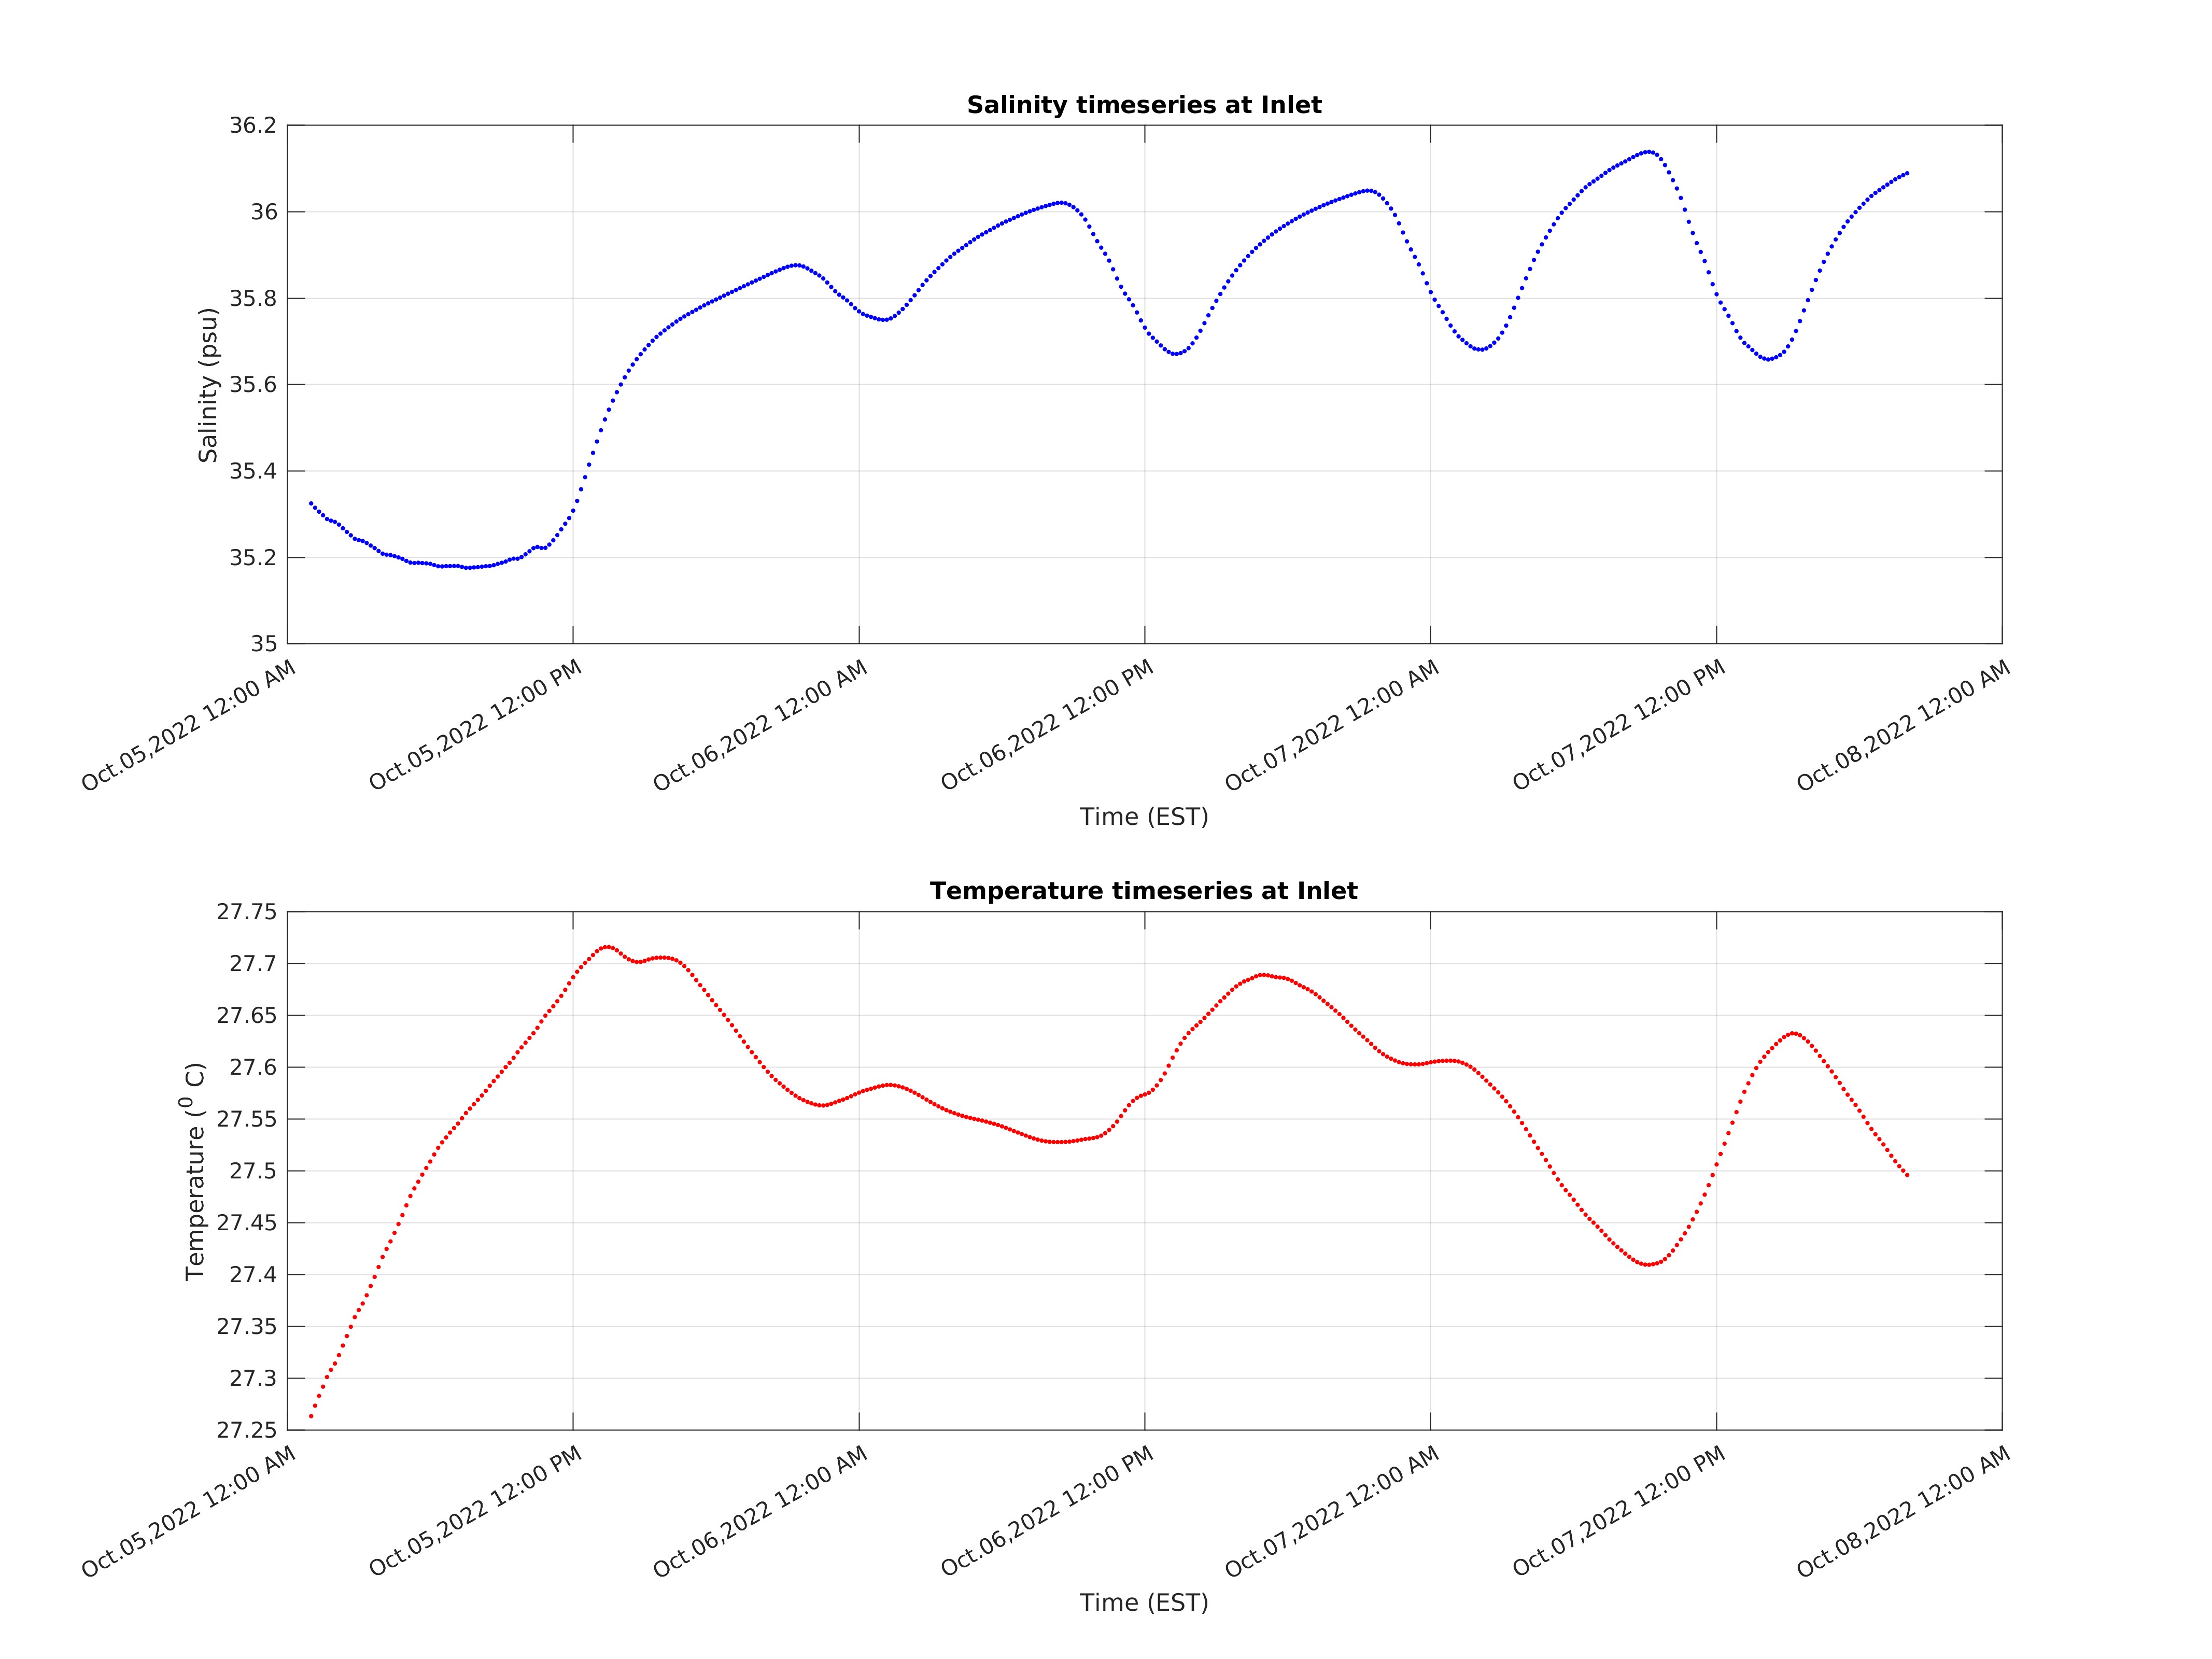 Salinity timeseries at Inlet
36.2
36
35.8
35.6
35.4
35.2
35
Salinity (psu)
Oct.05,2022 12:00 AM
Oct.05,2022 12:00 PM
Oct.06,2022 12:00 AM
Oct.06,2022 12:00 PM
Oct.07,2022 12:00 AM
Oct.07,2022 12:00 PM
Oct.08,2022 12:00 AM
Time (EST)
Temperature timeseries at Inlet
27.75
27.7
27.65
27.6
27.55
27.5
27.45
27.4
27.35
27.3
27.25
Temperature (⁰ C)
Oct.05,2022 12:00 AM
Oct.05,2022 12:00 PM
Oct.06,2022 12:00 AM
Oct.06,2022 12:00 PM
Oct.07,2022 12:00 AM
Oct.07,2022 12:00 PM
Oct.08,2022 12:00 AM
Time (EST)